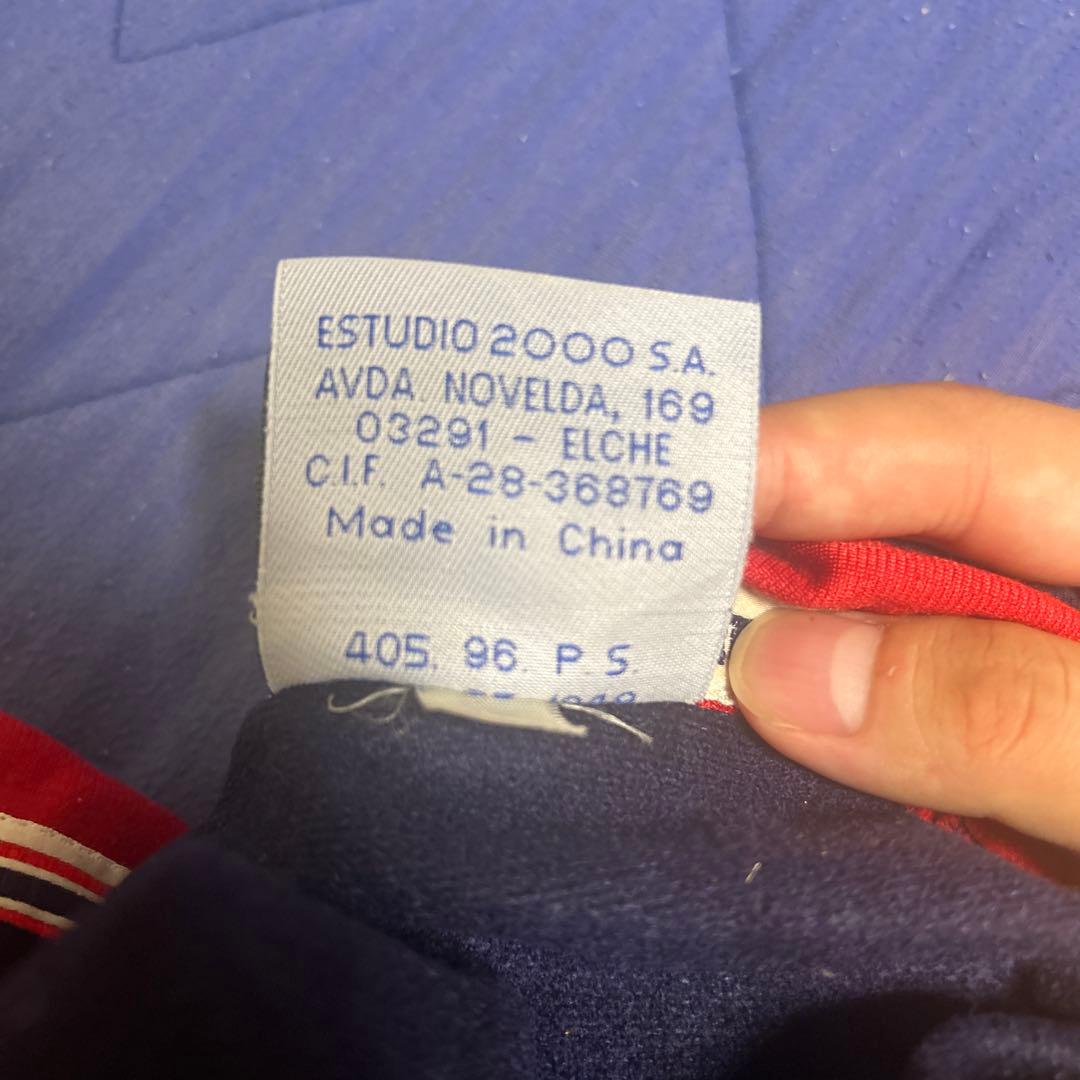 ESTUDIO 2000 S.A.
AVDA. NOVELDA, 169
03291 - ELCHE
C.I.F. A-28-368769
Made in China
405. 96. P. S.